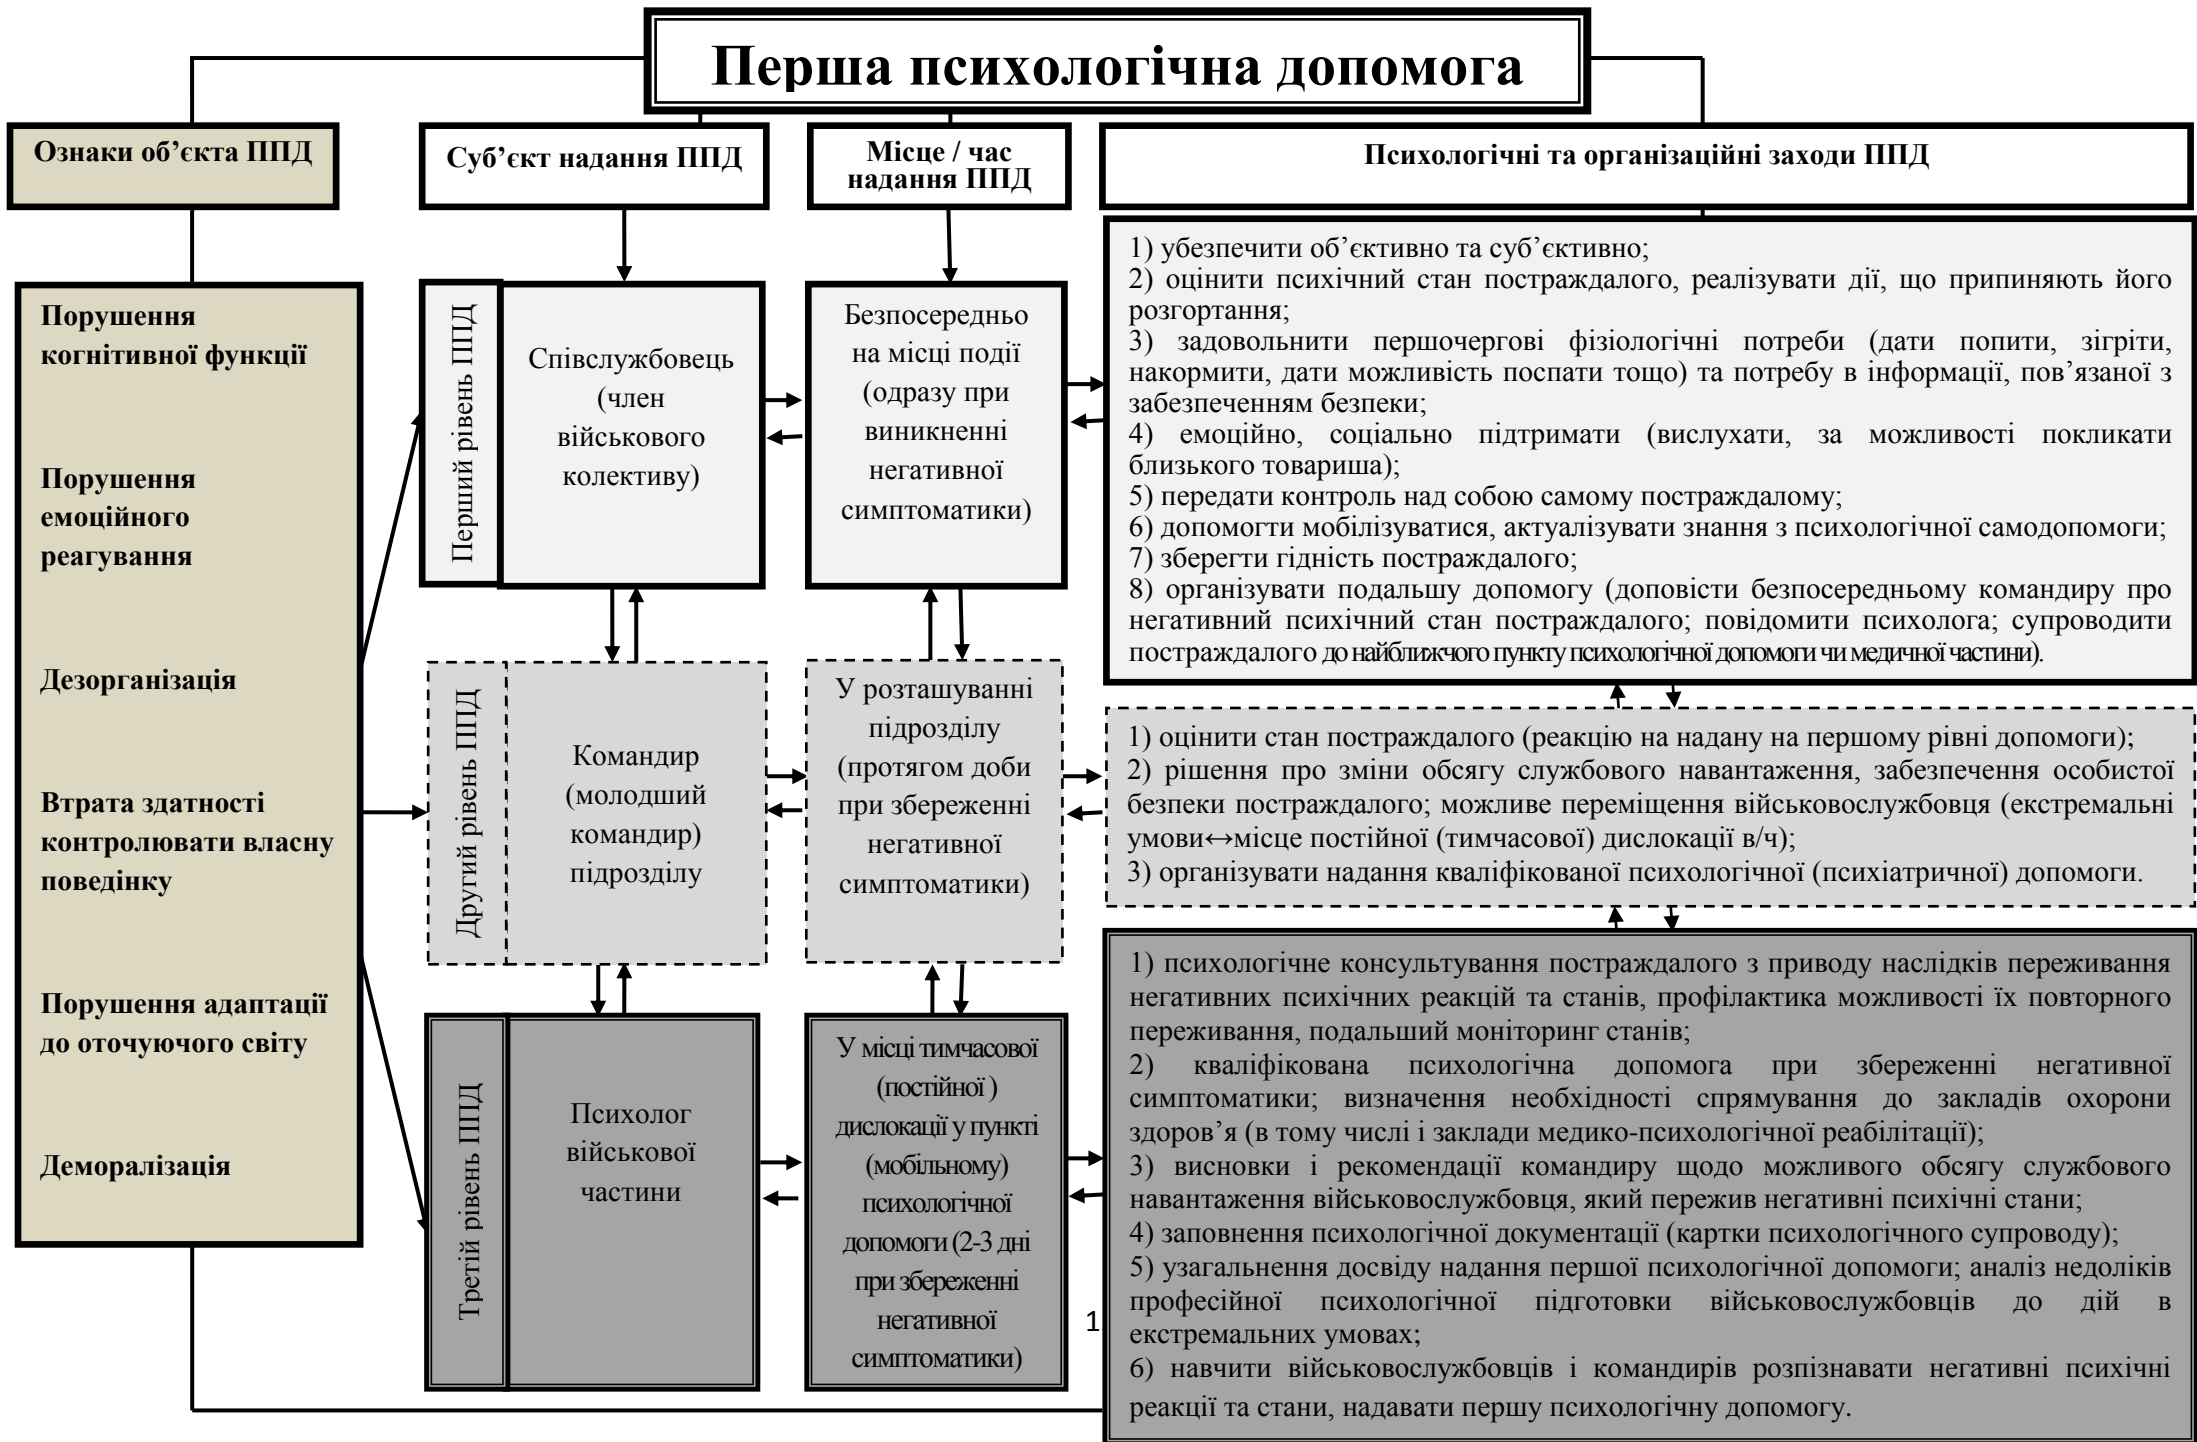 Перша психологічна допомога
Ознаки об’єкта ППД
Суб’єкт надання ППД
Місце / час
надання ППД
Психологічні та організаційні заходи ППД
Порушення
когнітивної функції
Порушення
емоційного
реагування
Дезорганізація
Втрата здатності
контролювати власну
поведінку
Порушення адаптації
до оточуючого світу
Деморалізація
Перший рівень ППД
Співслужбовець
(член
військового
колективу)
Безпосередньо
на місці події
(одразу при
виникненні
негативної
симптоматики)
1) убезпечити об’єктивно та суб’єктивно;
2) оцінити психічний стан постраждалого, реалізувати дії, що припиняють його
розгортання;
3) задовольнити першочергові фізіологічні потреби (дати попити, зігріти,
накормити, дати можливість поспати тощо) та потребу в інформації, пов’язаної з
забезпеченням безпеки;
4) емоційно, соціально підтримати (вислухати, за можливості покликати
близького товариша);
5) передати контроль над собою самому постраждалому;
6) допомогти мобілізуватися, актуалізувати знання з психологічної самодопомоги;
7) зберегти гідність постраждалого;
8) організувати подальшу допомогу (доповісти безпосередньому командиру про
негативний психічний стан постраждалого; повідомити психолога; супроводити
постраждалого до найближчого пункту психологічної допомоги чи медичної частини).
Другий рівень ППД
Командир
(молодший
командир)
підрозділу
У розташуванні
підрозділу
(протягом доби
при збереженні
негативної
симптоматики)
1) оцінити стан постраждалого (реакцію на надану на першому рівні допомоги);
2) рішення про зміни обсягу службового навантаження, забезпечення особистої
безпеки постраждалого; можливе переміщення військовослужбовця (екстремальні
умови↔місце постійної (тимчасової) дислокації в/ч);
3) організувати надання кваліфікованої психологічної (психіатричної) допомоги.
Третій рівень ППД
Психолог
військової
частини
У місці тимчасової
(постійної )
дислокації у пункті
(мобільному)
психологічної
допомоги (2-3 дні
при збереженні
негативної
симптоматики)
1
1) психологічне консультування постраждалого з приводу наслідків переживання
негативних психічних реакцій та станів, профілактика можливості їх повторного
переживання, подальший моніторинг станів;
2) кваліфікована психологічна допомога при збереженні негативної
симптоматики; визначення необхідності спрямування до закладів охорони
здоров’я (в тому числі і заклади медико-психологічної реабілітації);
3) висновки і рекомендації командиру щодо можливого обсягу службового
навантаження військовослужбовця, який пережив негативні психічні стани;
4) заповнення психологічної документації (картки психологічного супроводу);
5) узагальнення досвіду надання першої психологічної допомоги; аналіз недоліків
професійної психологічної підготовки військовослужбовців до дій в
екстремальних умовах;
6) навчити військовослужбовців і командирів розпізнавати негативні психічні
реакції та стани, надавати першу психологічну допомогу.